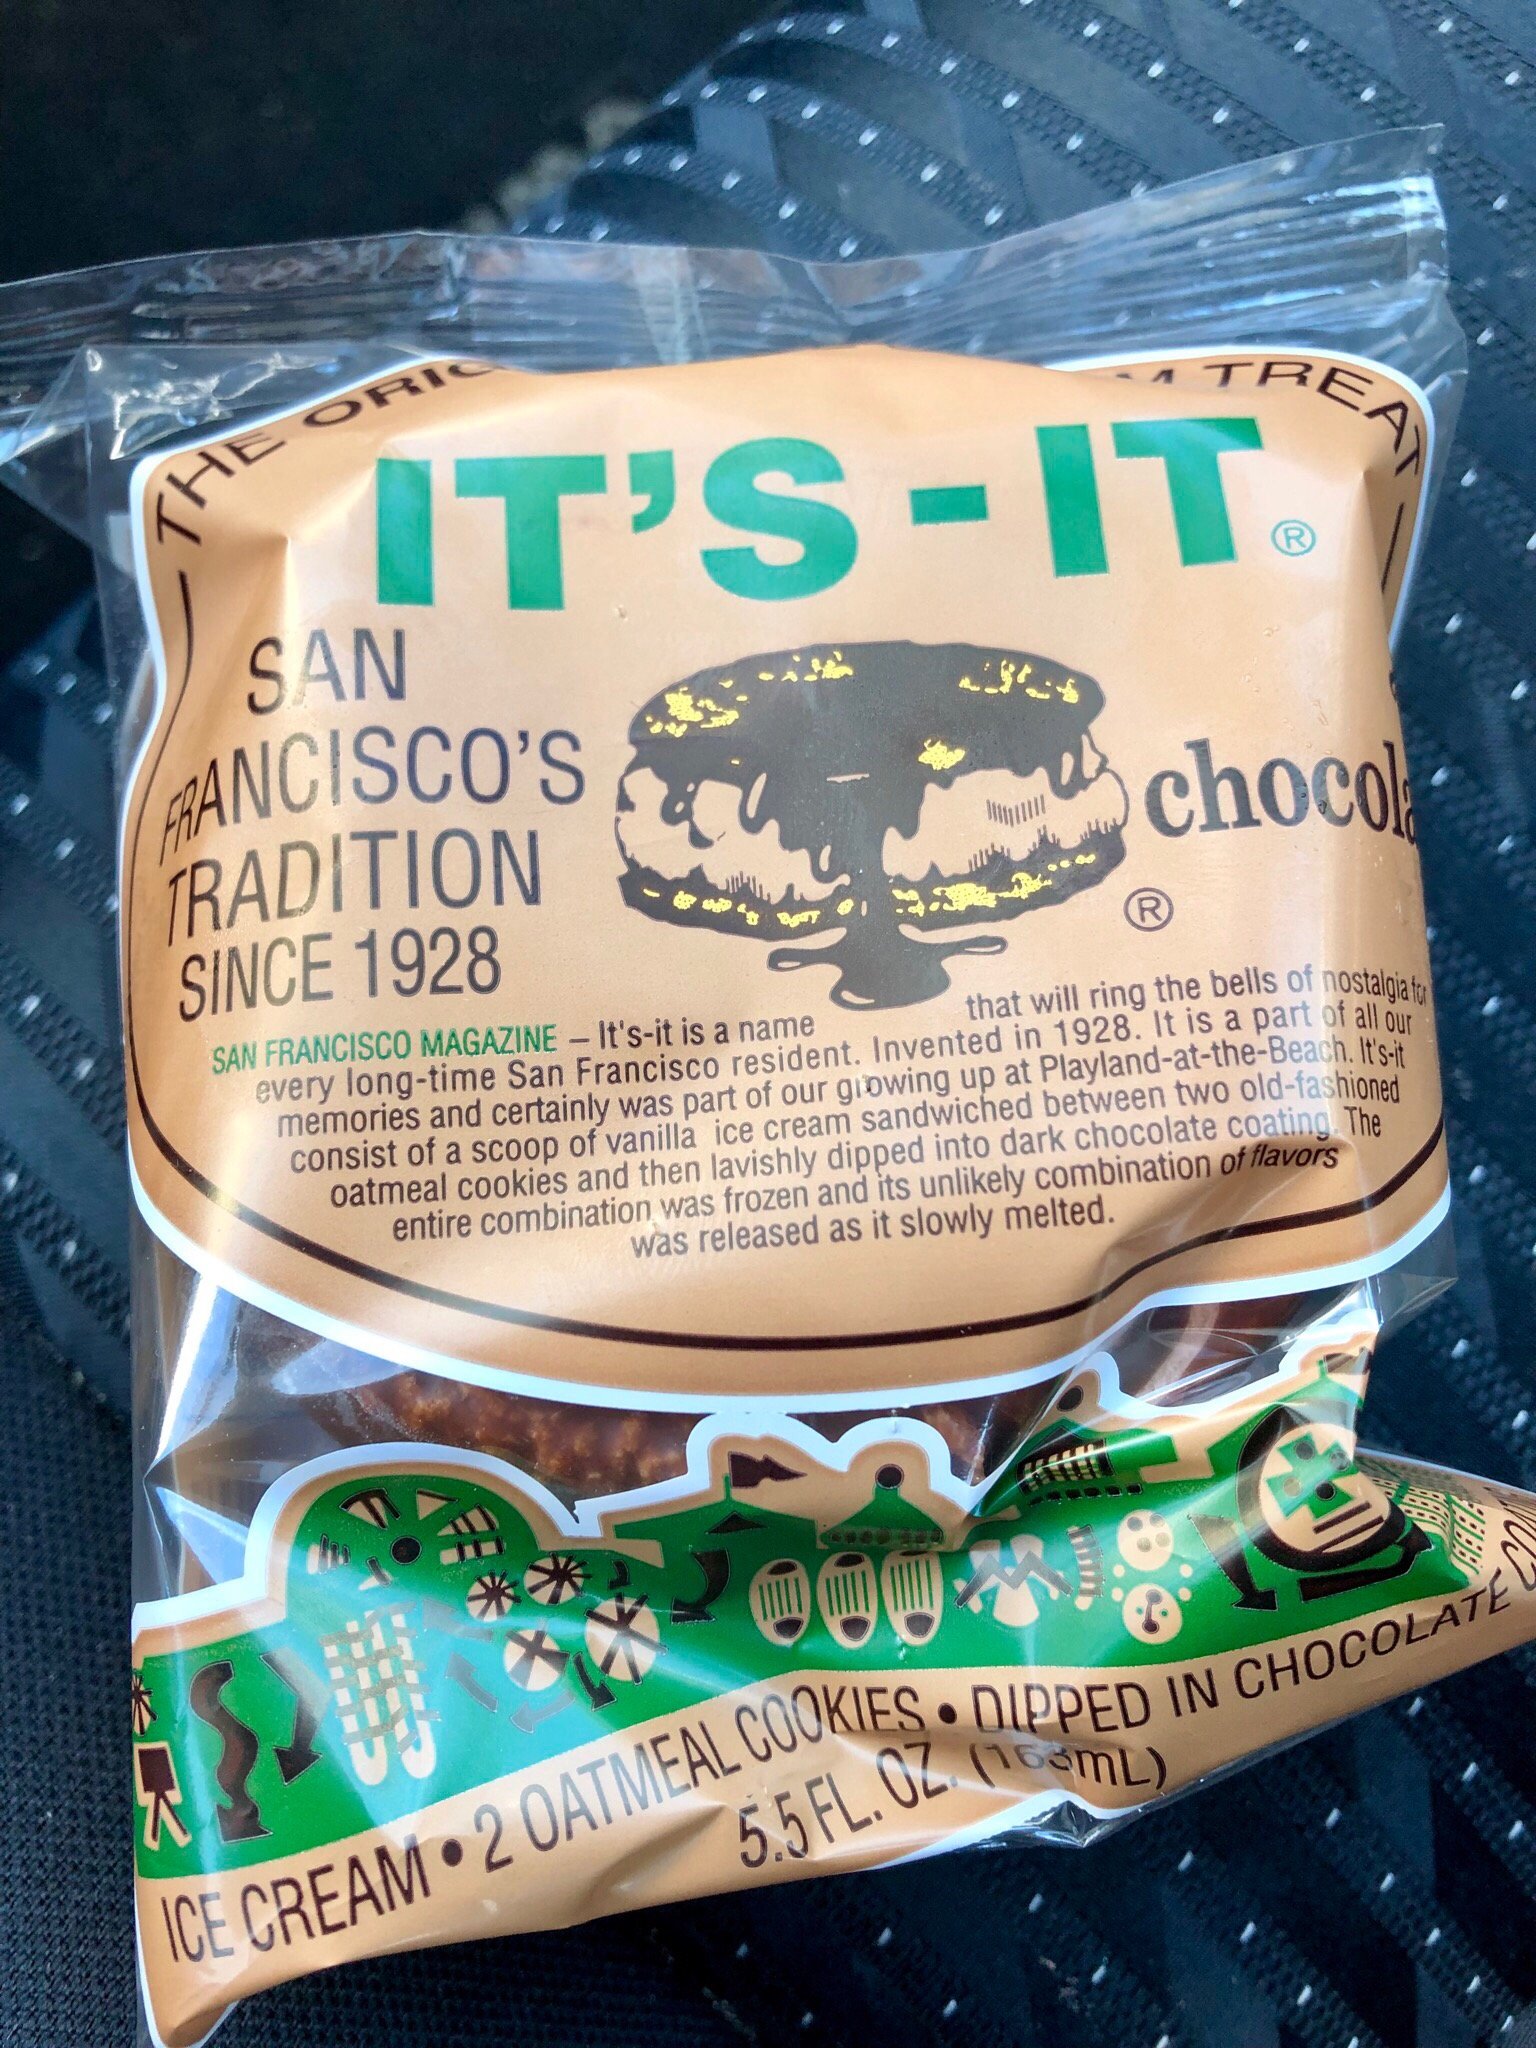 THE ORIG
M TREAT
IT'S-IT®
SAN
FRANCISCO'S
TRADITION
SINCE 1928
chocola
®
SAN FRANCISCO MAGAZINE – It's-it is a name that will ring the bells of nostalgia for
every long-time San Francisco resident. Invented in 1928. It is a part of all our
memories and certainly was part of our growing up at Playland-at-the-Beach. It's-it
consist of a scoop of vanilla ice cream sandwiched between two old-fashioned
oatmeal cookies and then lavishly dipped into dark chocolate coating. The
entire combination was frozen and its unlikely combination of flavors
was released as it slowly melted.
ICE CREAM • 2 OATMEAL COOKIES • DIPPED IN CHOCOLATE
5.5 FL. OZ. (163mL)